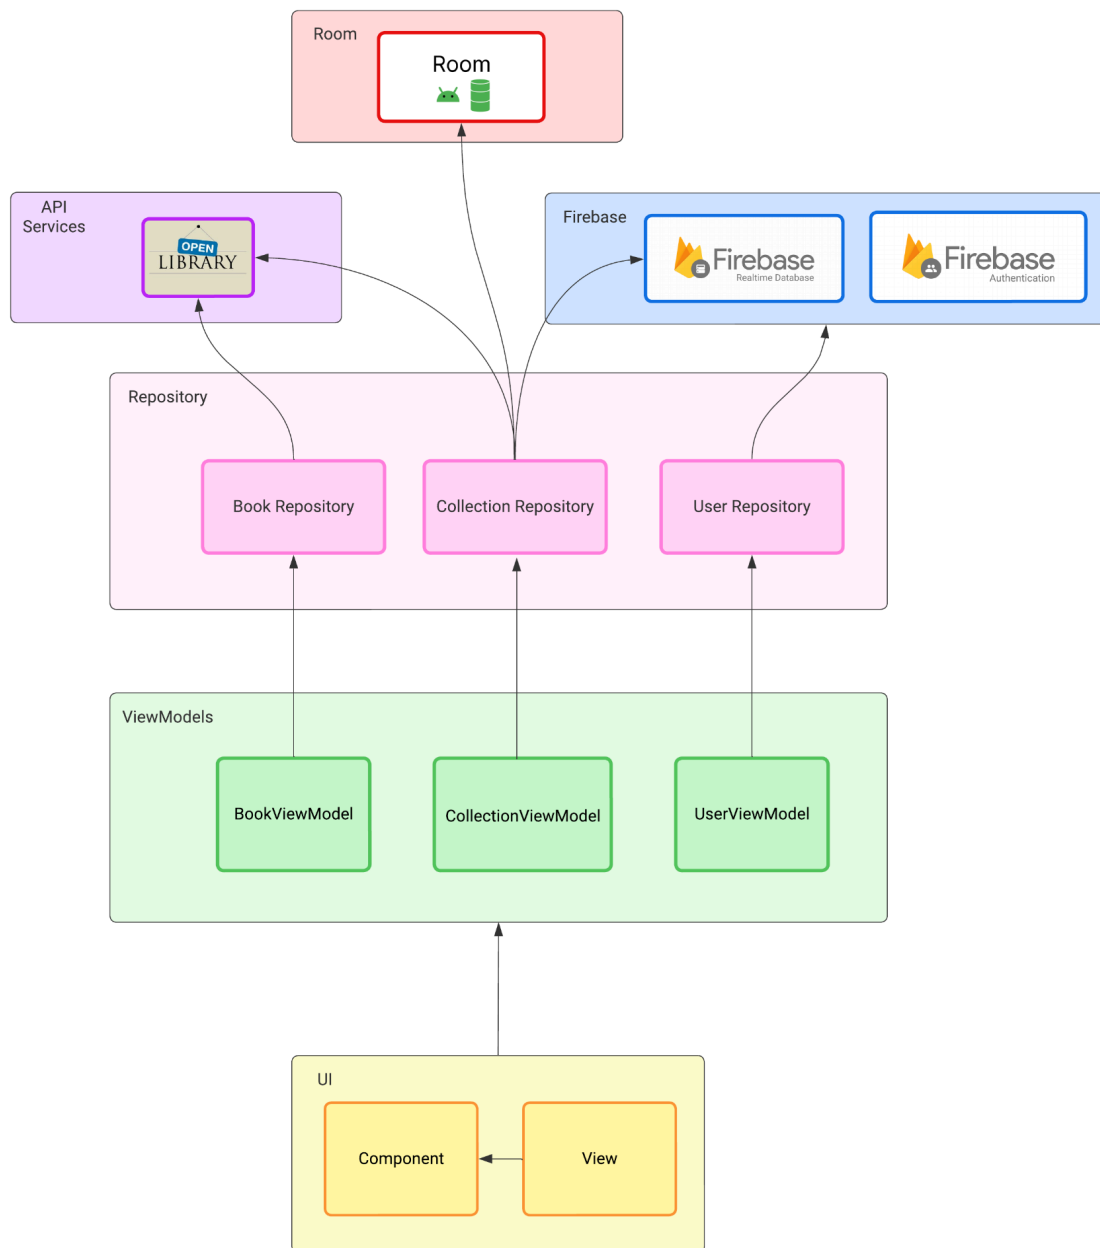 Room
Room
API
Services
OPEN
LIBRARY
Firebase
Firebase
Realtime Database
Firebase
Authentication
Repository
Book Repository
Collection Repository
User Repository
ViewModels
BookViewModel
CollectionViewModel
UserViewModel
UI
Component
View